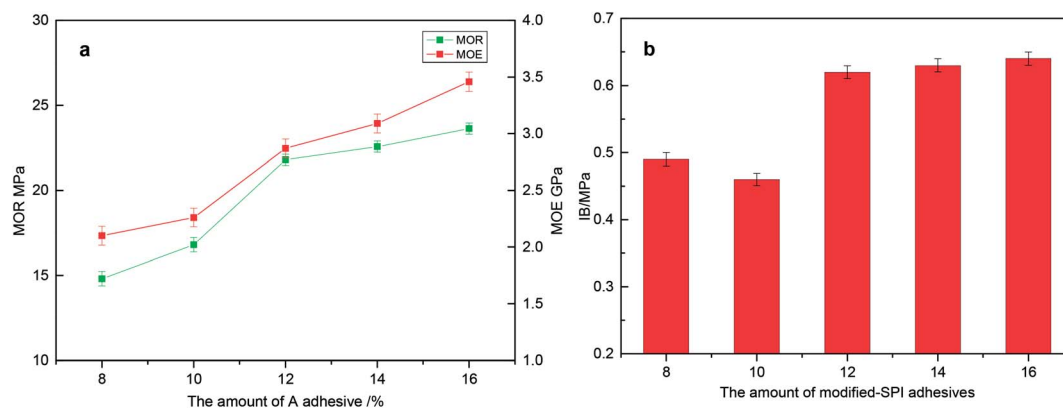 a
MOR
MOE
MOR MPa
30
25
20
15
10
4.0
3.5
3.0
2.5
2.0
1.5
1.0
MOE GPa
8 10 12 14 16
The amount of A adhesive /%
b
IB/MPa
0.7
0.6
0.5
0.4
0.3
0.2
8 10 12 14 16
The amount of modified-SPI adhesives